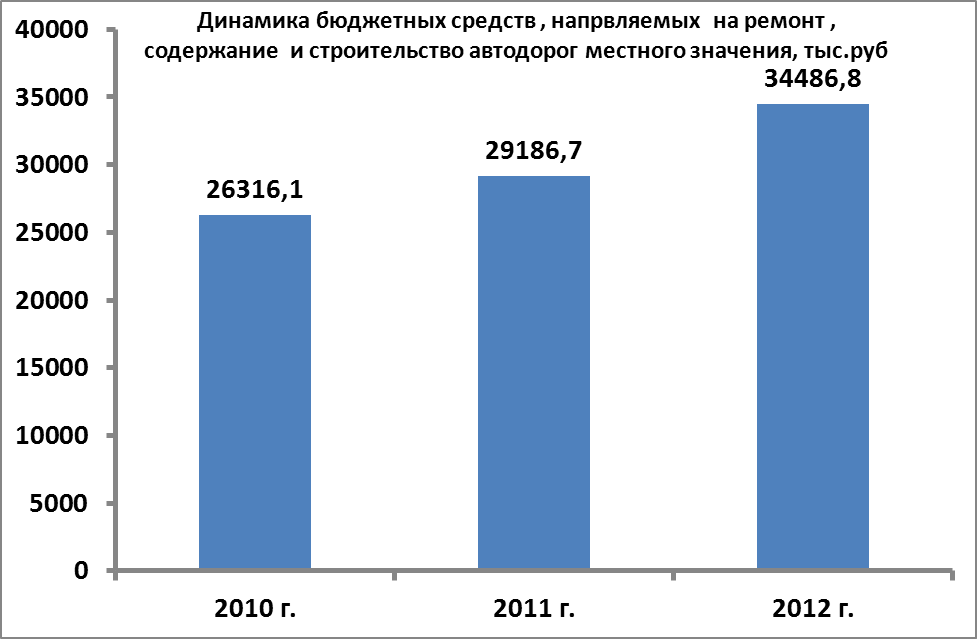 Динамика бюджетных средств , напрвляемых на ремонт ,
содержание и строительство автодорог местного значения, тыс.руб
40000
35000
30000
25000
20000
15000
10000
5000
0
26316,1
29186,7
34486,8
2010 г.
2011 г.
2012 г.